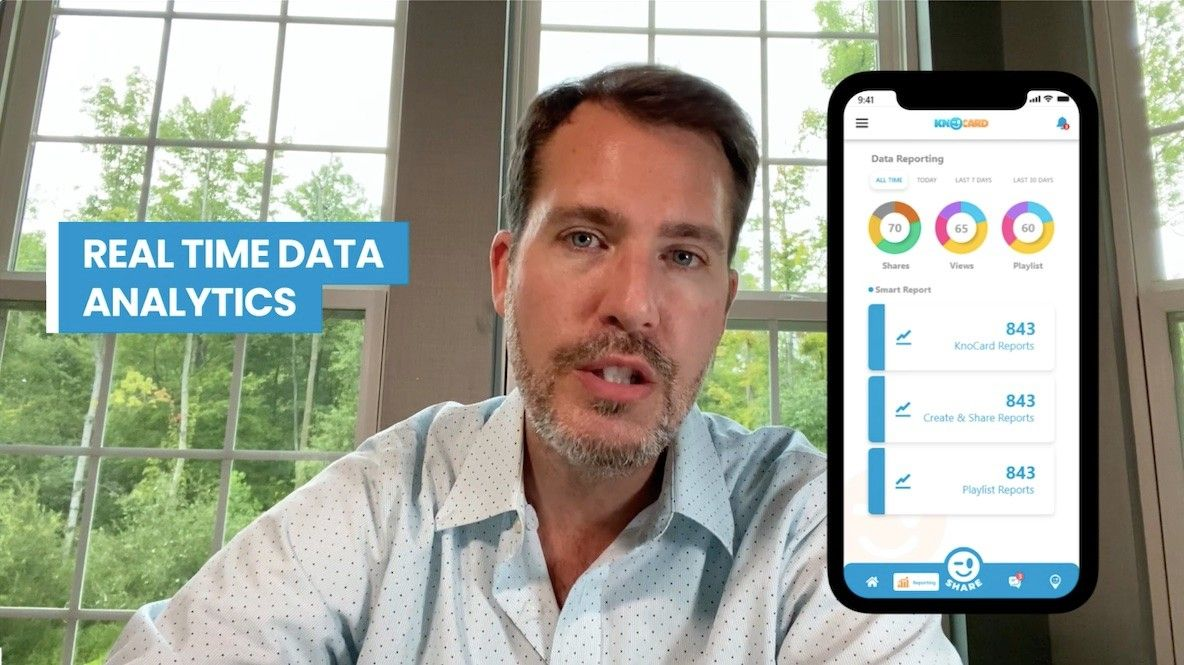 REAL TIME DATA
ANALYTICS
9:41
KNOCARD
Data Reporting
ALL TIME TODAY LAST 7 DAYS LAST 30 DAYS
70 65 60
Shares Views Playlist
Smart Report
843
KnoCard Reports
843
Create & Share Reports
843
Playlist Reports
Reporting
SHARE